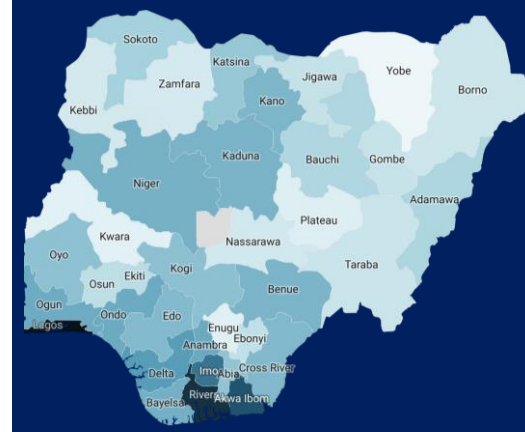 Sokoto
Katsina
Yobe
Jigawa
Zamfara
Borno
Kano
Kebbi
Kaduna
Bauchi
Gombe
Niger
Adamawa
Plateau
Kwara
Nassarawa
Oyo
Taraba
Kogi
Ekiti
Osun
Benue
Ogun
Ondo
Edo
Lagos
Enugu
Ebonyi
Anambra
Cross River
Delta
Imo
Abia
Rivers
Akwa Ibom
Bayelsa